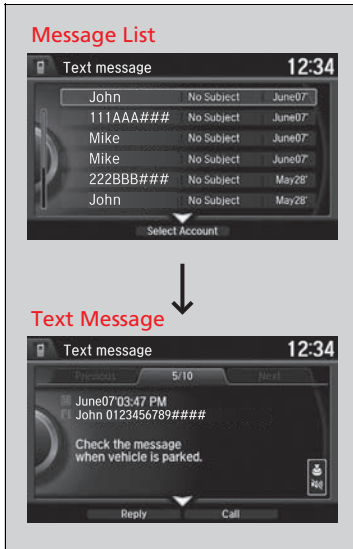 Message List
Text message 12:34
John No Subject June07'
111AAA### No Subject June07'
Mike No Subject June07'
Mike No Subject June07'
222BBB### No Subject May28'
John No Subject May28'
Select Account
Text Message
Text message 12:34
Previous 5/10 Next
June07'03:47 PM
John 0123456789####
Check the message
when vehicle is parked.
Reply Call